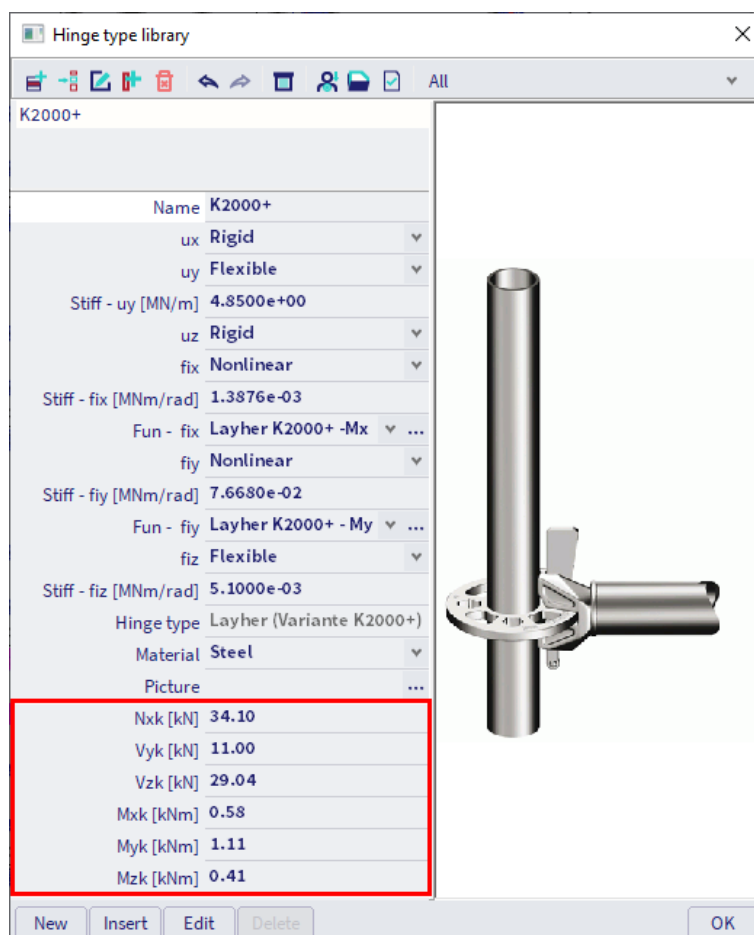 Hinge type library
All
K2000+
Name K2000+
ux Rigid
uy Flexible
Stiff - uy [MN/m] 4.8500e+00
uz Rigid
fix Nonlinear
Stiff - fix [MNm/rad] 1.3876e-03
Fun - fix Layher K2000+ -Mx ...
fiy Nonlinear
Stiff - fiy [MNm/rad] 7.6680e-02
Fun - fiy Layher K2000+ - My ...
fiz Flexible
Stiff - fiz [MNm/rad] 5.1000e-03
Hinge type Layher (Variante K2000+)
Material Steel
Picture ...
Nxk [kN] 34.10
Vyk [kN] 11.00
Vzk [kN] 29.04
Mxk [kNm] 0.58
Myk [kNm] 1.11
Mzk [kNm] 0.41
New Insert Edit Delete OK